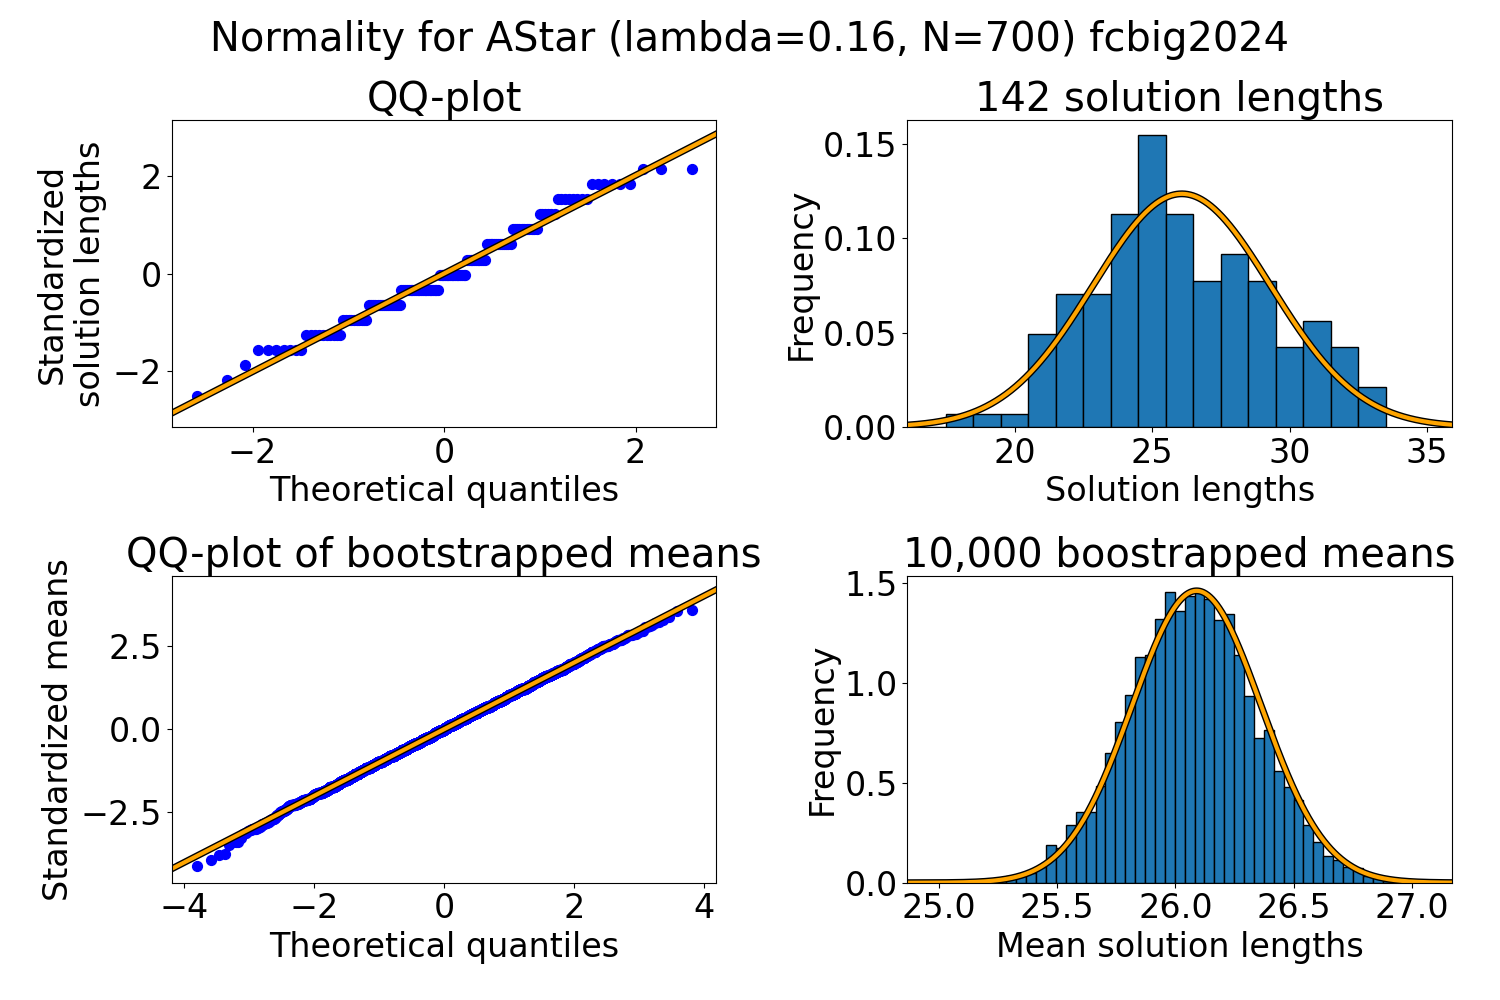 Normality for AStar (lambda=0.16, N=700) fcbig2024
QQ-plot
Standardized
solution lengths
2
0
−2
−2
0
2
Theoretical quantiles
142 solution lengths
Frequency
0.15
0.10
0.05
0.00
20
25
30
35
Solution lengths
QQ-plot of bootstrapped means
Standardized means
2.5
0.0
−2.5
−4
−2
0
2
4
Theoretical quantiles
10,000 boostrapped means
Frequency
1.5
1.0
0.5
0.0
25.0
25.5
26.0
26.5
27.0
Mean solution lengths